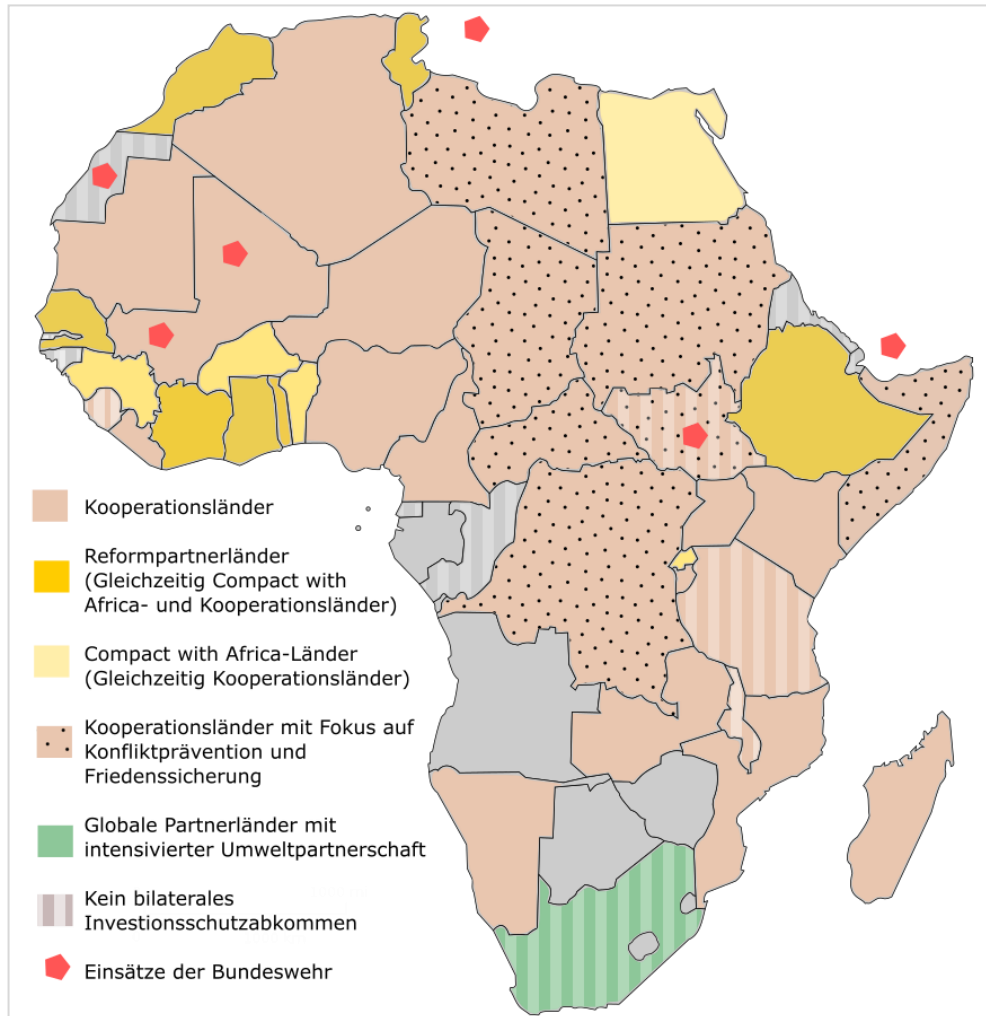 Kooperationsländer
Reformpartnerländer
(Gleichzeitig Compact with
Africa- und Kooperationsländer)
Compact with Africa-Länder
(Gleichzeitig Kooperationsländer)
Kooperationsländer mit Fokus auf
Konfliktprävention und
Friedenssicherung
Globale Partnerländer mit
intensivierter Umweltpartnerschaft
Kein bilaterales
Investionsschutzabkommen
Einsätze der Bundeswehr